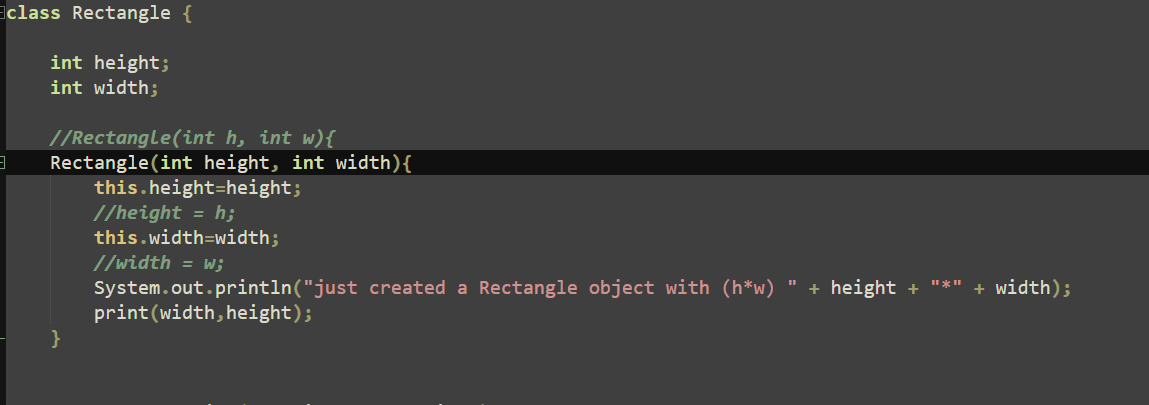 class Rectangle {
int height;
int width;
//Rectangle(int h, int w){
Rectangle(int height, int width){
this.height=height;
//height = h;
this.width=width;
//width = w;
System.out.println("just created a Rectangle object with (h*w) " + height + "*" + width);
print(width,height);
}